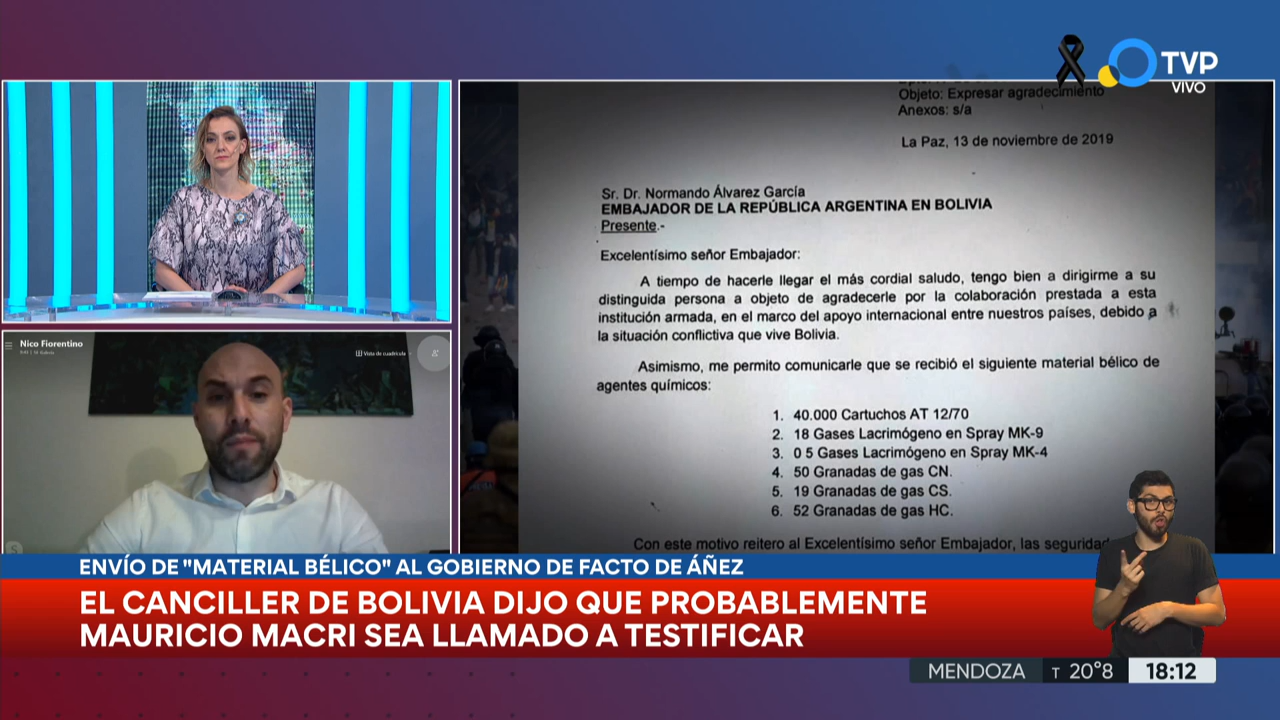 TVP
VIVO
Objeto: Expresar agradecimiento
Anexos: s/a
La Paz, 13 de noviembre de 2019
Sr. Dr. Normando Álvarez García
EMBAJADOR DE LA REPÚBLICA ARGENTINA EN BOLIVIA
Presente.-
Excelentísimo señor Embajador:
A tiempo de hacerle llegar el más cordial saludo, tengo bien a dirigirme a su
distinguida persona a objeto de agradecerle por la colaboración prestada a esta
institución armada, en el marco del apoyo internacional entre nuestros países, debido a
la situación conflictiva que vive Bolivia.
Asimismo, me permito comunicarle que se recibió el siguiente material bélico de
agentes químicos:
1. 40.000 Cartuchos AT 12/70
2. 18 Gases Lacrimógeno en Spray MK-9
3. 0 5 Gases Lacrimógeno en Spray MK-4
4. 50 Granadas de gas CN.
5. 19 Granadas de gas CS.
6. 52 Granadas de gas HC.
Con este motivo reitero al Excelentísimo señor Embajador, las
Nico Fiorentino
Vista de cuadrícula
ENVÍO DE "MATERIAL BÉLICO" AL GOBIERNO DE FACTO DE ÁÑEZ
EL CANCILLER DE BOLIVIA DIJO QUE PROBABLEMENTE
MAURICIO MACRI SEA LLAMADO A TESTIFICAR
MENDOZA T 20°8 18:12